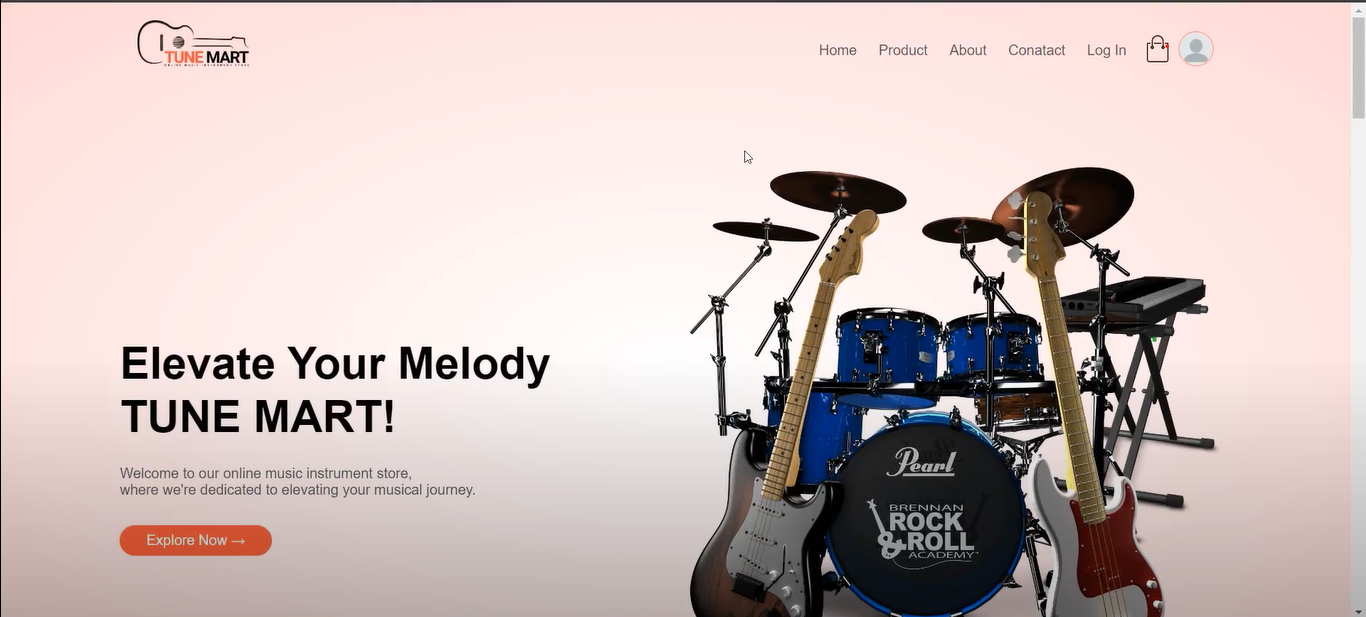 TUNE MART
ONLINE MUSIC INSTRUMENT STORE
Home
Product
About
Conatact
Log In
Elevate Your Melody
TUNE MART!
Welcome to our online music instrument store,
where we're dedicated to elevating your musical journey.
Explore Now →
Pearl
BRENNAN
ROCK
& ROLL
ACADEMY™